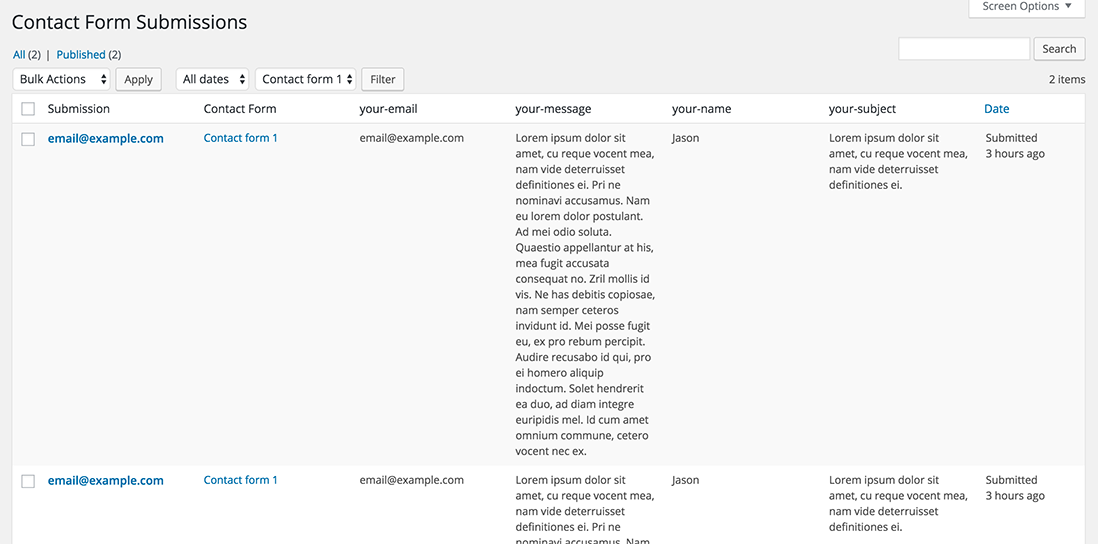 Screen Options ▼
Contact Form Submissions
All (2) | Published (2)
Search
Bulk Actions Apply All dates Contact form 1 Filter
2 items
Submission Contact Form your-email your-message your-name your-subject Date
email@example.com Contact form 1 email@example.com Lorem ipsum dolor sit Jason Lorem ipsum dolor sit Submitted
amet, cu reque vocent mea, amet, cu reque vocent mea, 3 hours ago
nam vide deterruisset nam vide deterruisset
definitiones ei. Pri ne definitiones ei.
nominavi accusamus. Nam
eu lorem dolor postulant.
Ad mei odio soluta.
Quaestio appellantur at his,
mea fugit accusata
consequat no. Zril mollis id
vis. Ne has debitis copiosae,
nam semper ceteros
invidunt id. Mei posse fugit
eu, ex pro rebum percipit.
Audire recusabo id qui, pro
ei homero aliquip
indoctum. Solet hendrerit
ea duo, ad diam integre
euripidis mel. Id cum amet
omnium commune, cetero
vocent nec ex.
email@example.com Contact form 1 email@example.com Lorem ipsum dolor sit Jason Lorem ipsum dolor sit Submitted
amet, cu reque vocent mea, amet, cu reque vocent mea, 3 hours ago
nam vide deterruisset nam vide deterruisset
definitiones ei. Pri ne definitiones ei.
nominavi accusamus. Nam